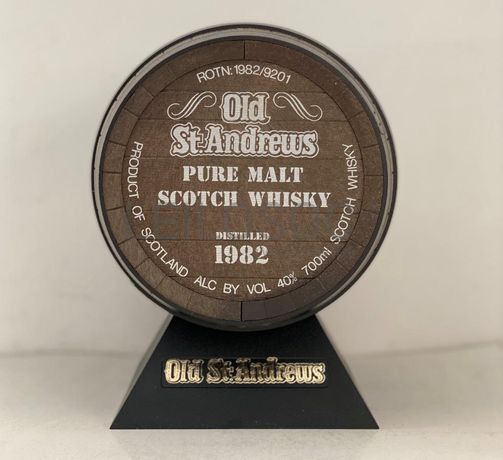 ROTN: 1982/9201
Old
St. Andrews
PURE MALT
SCOTCH WHISKY
DISTILLED
1982
PRODUCT OF SCOTLAND ALC BY VOL 40% 700ml SCOTCH WHISKY
Old St. Andrews